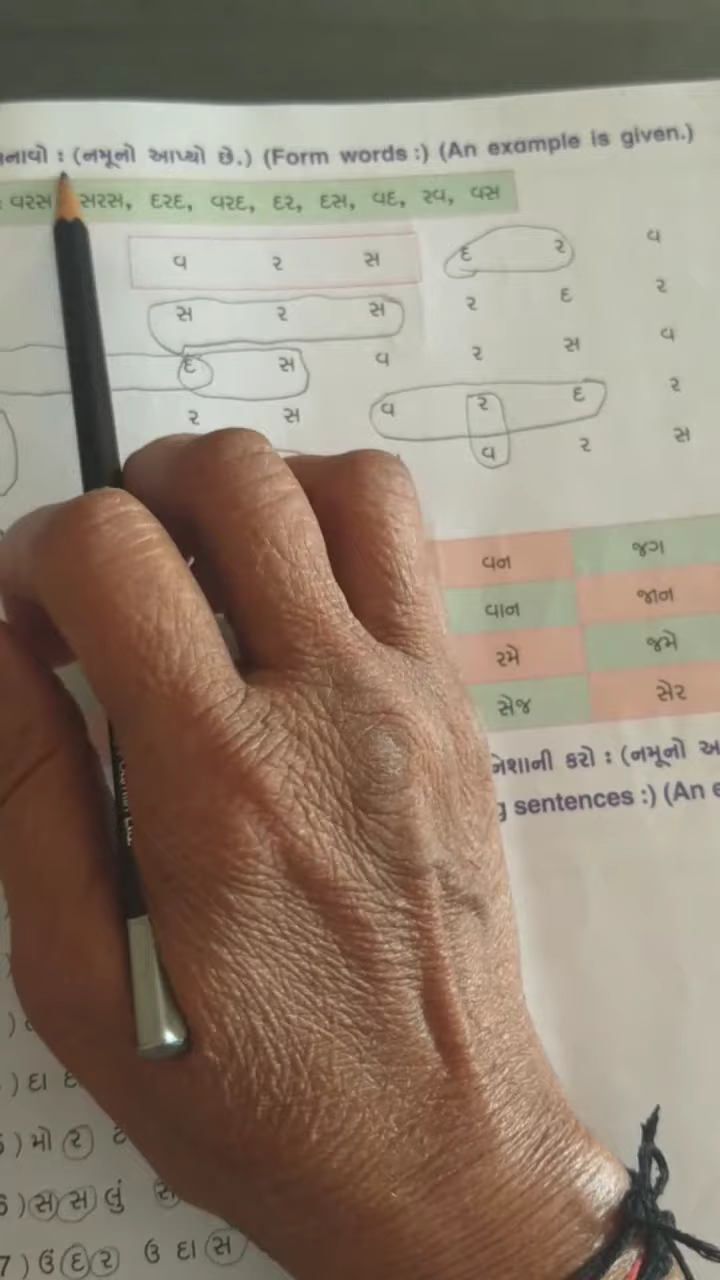 નાવો : (નમૂનો આપ્યો છે.) (Form words :) (An example is given.)
વરસ સરસ, દરદ, વરદ, દર, દસ, વદ, રવ, વસ
વ ર સ દ ર વ
સ ર સ ર દ ર
દ સ વ ર સ વ
ર સ વ ર દ ર
વ ર સ
વન જગ
વાન જાન
રમે જમે
સેજ સેર
નેશાની કરો : (નમૂનો
sentences :) (An
) દા
) મો ર
6) સ સ લું
7) ઉં દ ર ઉ દા સ